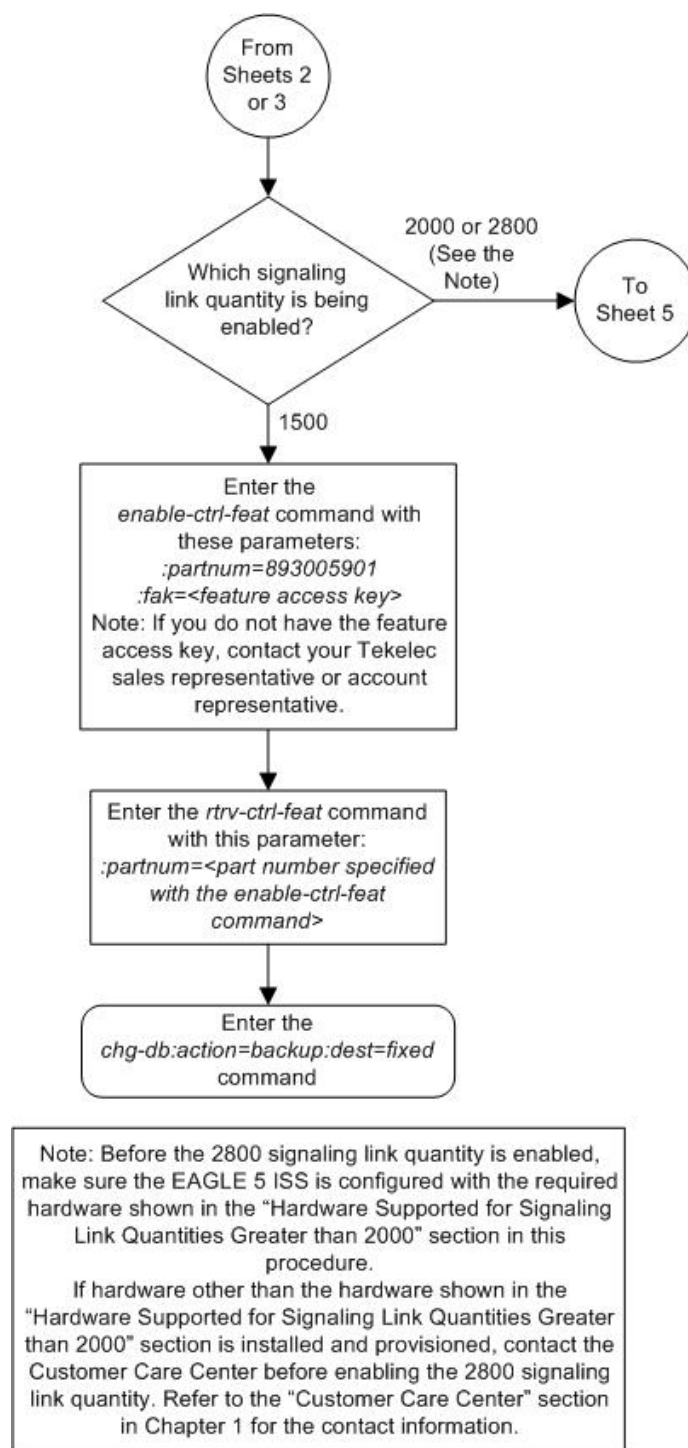 From
Sheets 2
or 3
Which signaling
link quantity is being
enabled?
2000 or 2800
(See the
Note)
To
Sheet 5
1500
Enter the
enable-ctrl-feat command with
these parameters:
:partnum=893005901
:fak=<feature access key>
Note: If you do not have the feature
access key, contact your Tekelec
sales representative or account
representative.
Enter the rtrv-ctrl-feat command
with this parameter:
:partnum=<part number specified
with the enable-ctrl-feat
command>
Enter the
chg-db:action=backup:dest=fixed
command
Note: Before the 2800 signaling link quantity is enabled,
make sure the EAGLE 5 ISS is configured with the required
hardware shown in the “Hardware Supported for Signaling
Link Quantities Greater than 2000” section in this
procedure.
If hardware other than the hardware shown in the
“Hardware Supported for Signaling Link Quantities Greater
than 2000” section is installed and provisioned, contact the
Customer Care Center before enabling the 2800 signaling
link quantity. Refer to the “Customer Care Center” section
in Chapter 1 for the contact information.